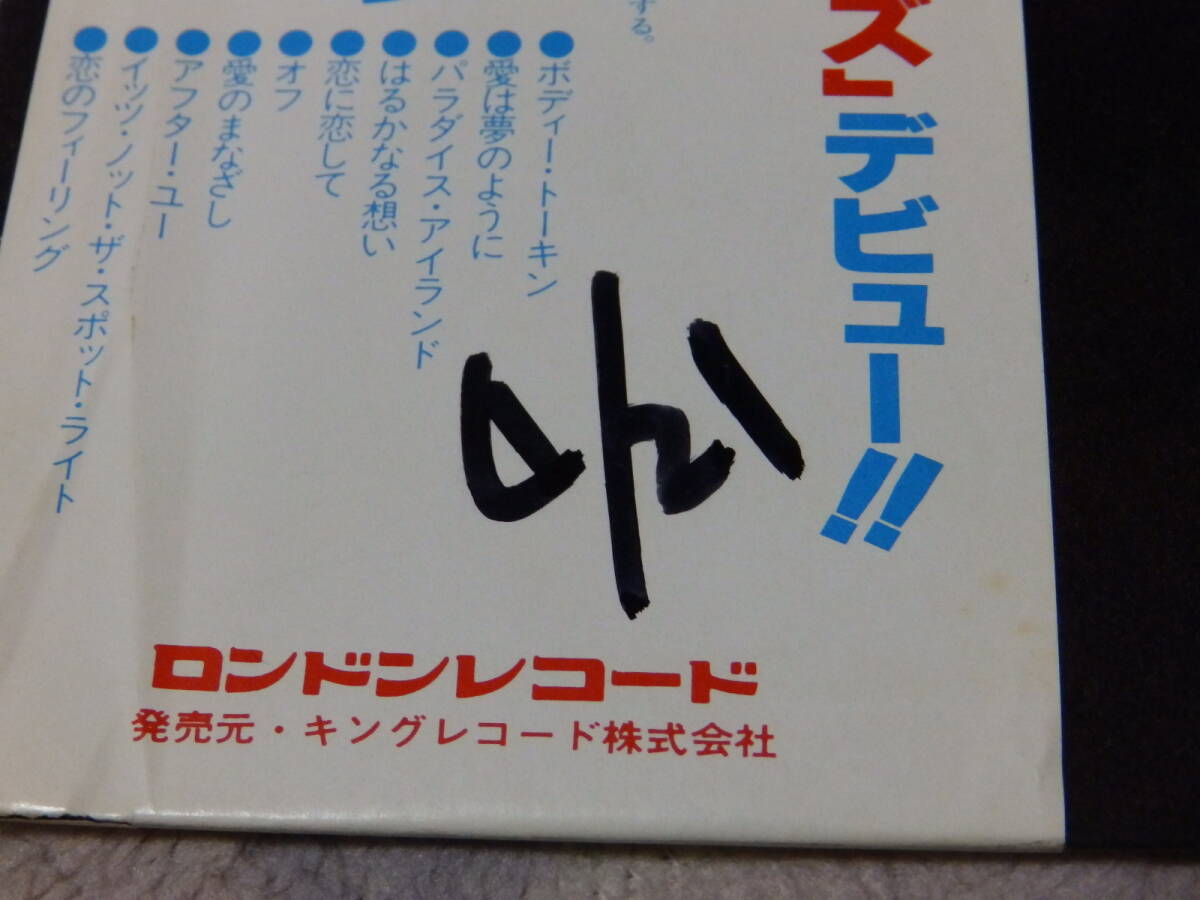 ズ」デビュー!!
する。
●ボディー・トーキン
●愛は夢のように
●パラダイス・アイランド
●はるかなる想い
●恋に恋して
●オフ
●愛のまなざし
●アフター・ユー
●イッツ・ノット・ザ・スポット・ライト
●恋のフィーリング
ロンドンレコード
発売元・キングレコード株式会社